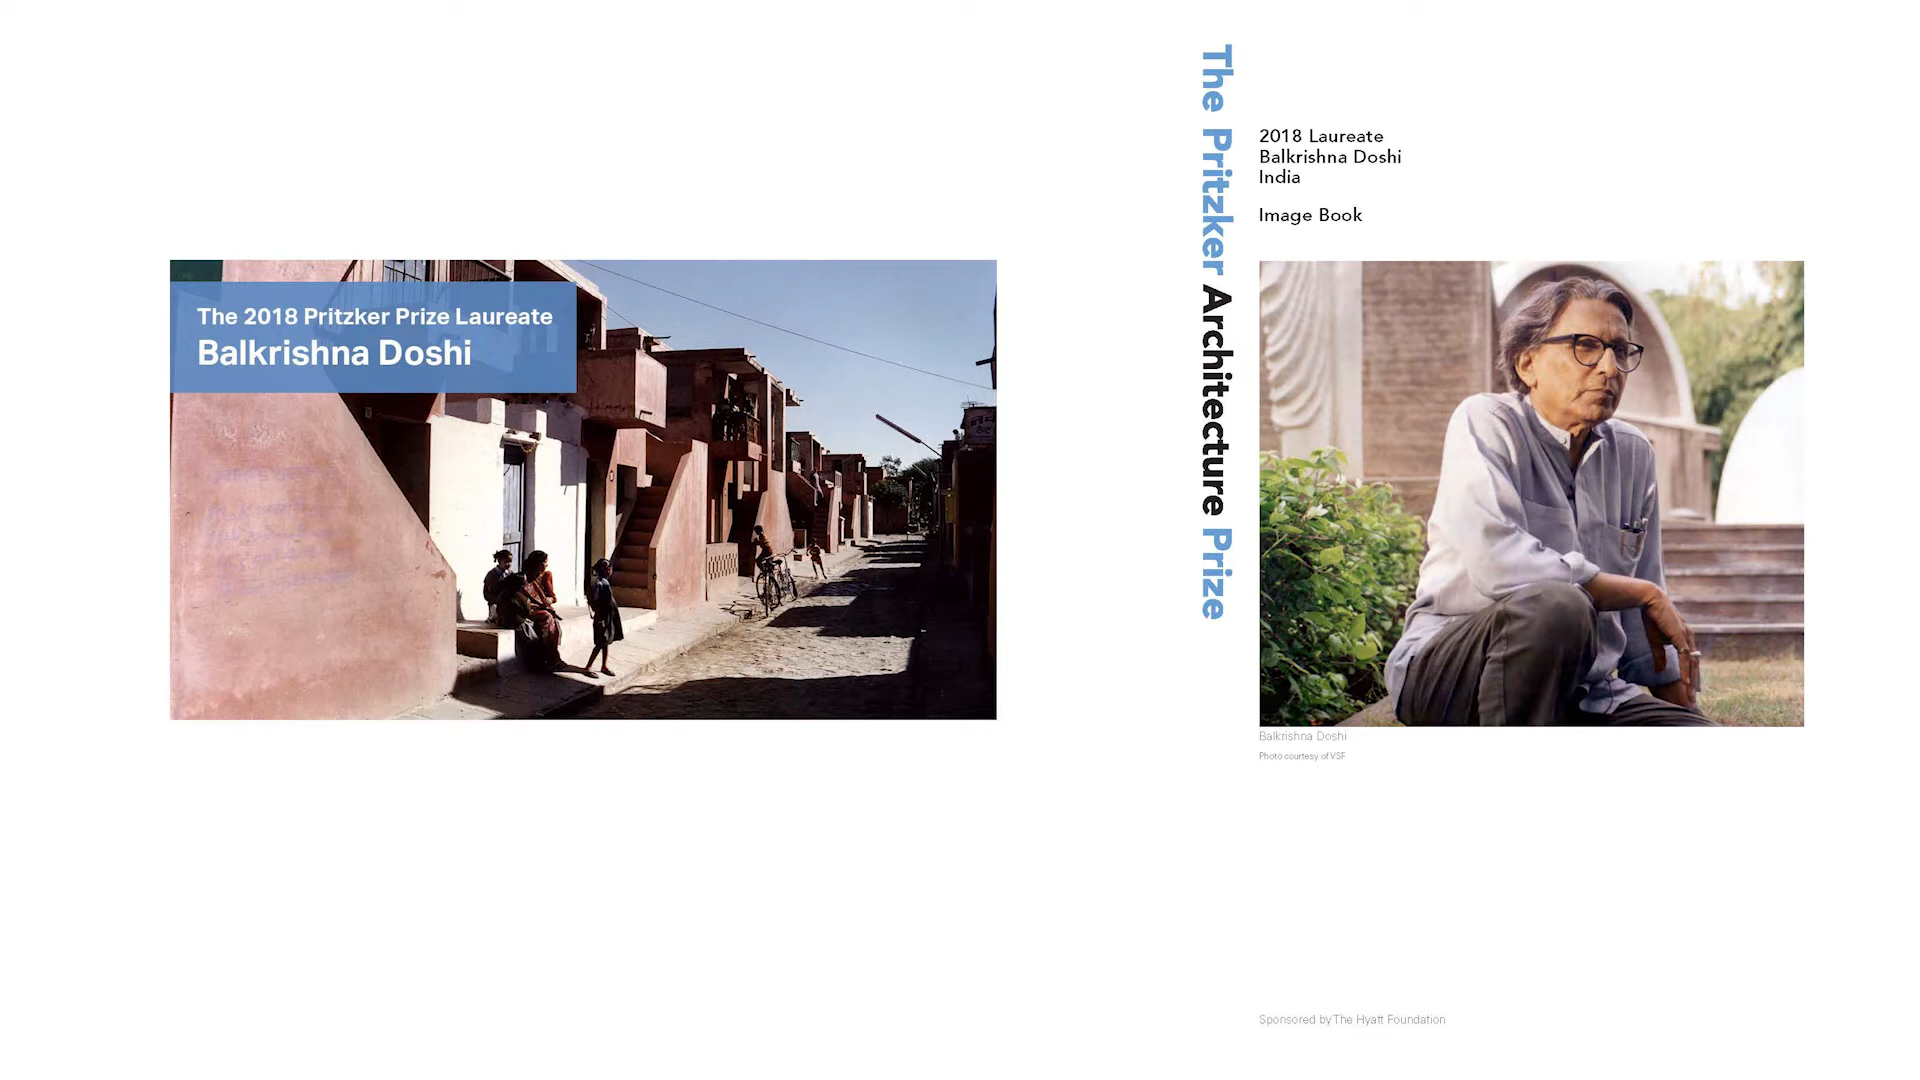 The 2018 Pritzker Prize Laureate
Balkrishna Doshi
The Pritzker Architecture Prize
2018 Laureate
Balkrishna Doshi
India
Image Book
Balkrishna Doshi
Photo courtesy of VSF
Sponsored by The Hyatt Foundation